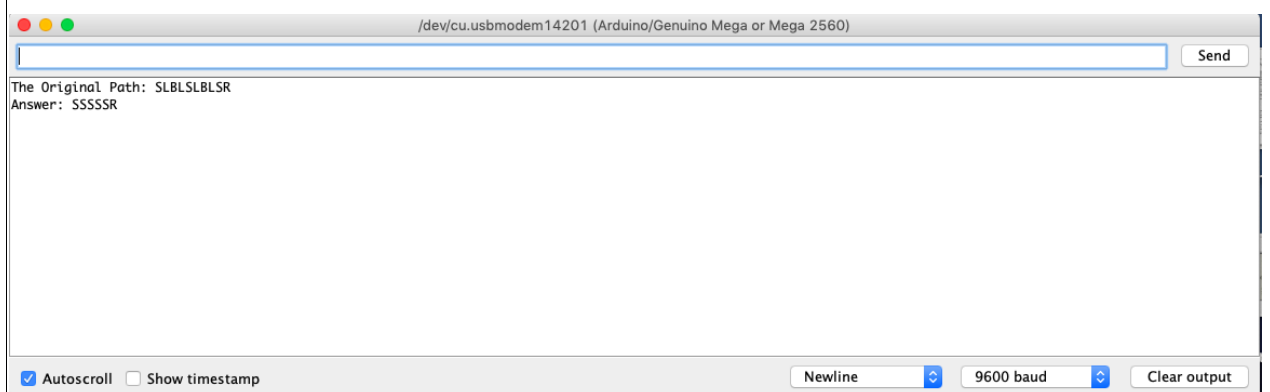 /dev/cu.usbmodem14201 (Arduino/Genuino Mega or Mega 2560)
Send
The Original Path: SLBLSLBLSR
Answer: SSSSSR
Autoscroll Show timestamp Newline 9600 baud Clear output